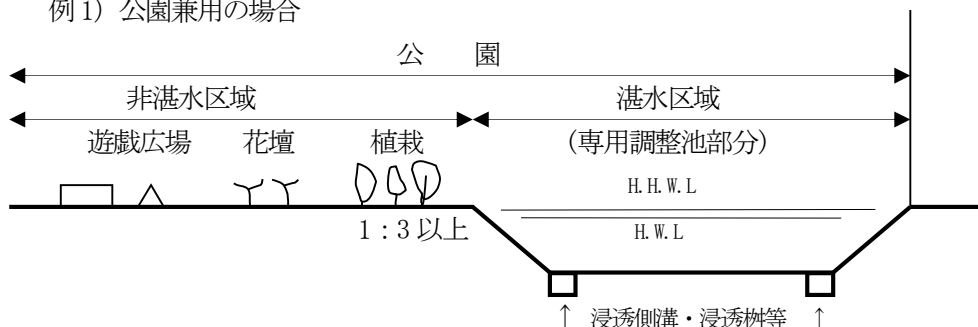 例1）公園兼用の場合
公　園
非湛水区域　湛水区域
遊戯広場　花壇　植栽　（専用調整池部分）
H.H.W.L
1：3以上　H.W.L
↑　浸透側溝・浸透桝等　↑